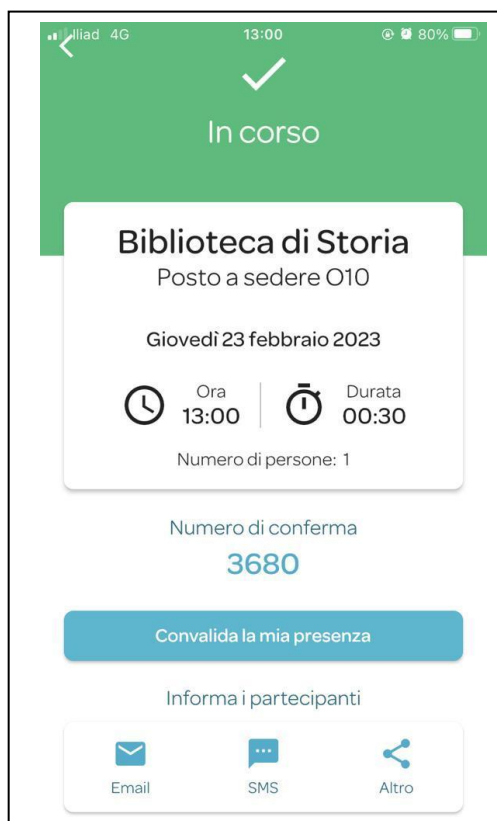 Iliad 4G 13:00 80%
In corso
Biblioteca di Storia
Posto a sedere O10
Giovedì 23 febbraio 2023
Ora
13:00
Durata
00:30
Numero di persone: 1
Numero di conferma
3680
Convalida la mia presenza
Informa i partecipanti
Email SMS Altro